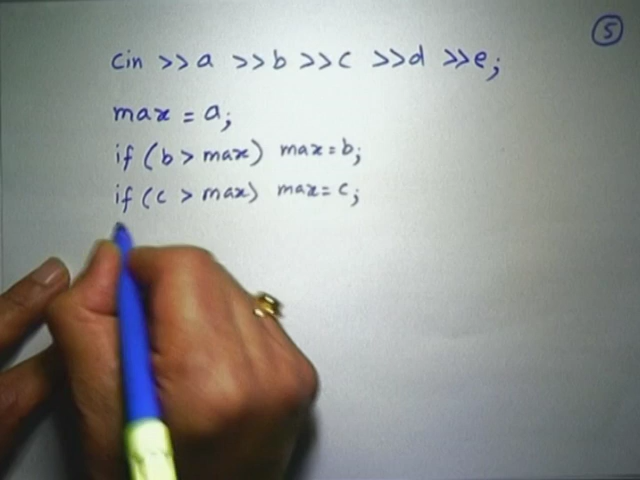 5
cin >> a >> b >> c >> d >> e;
max = a;
if (b > max) max = b;
if (c > max) max = c;